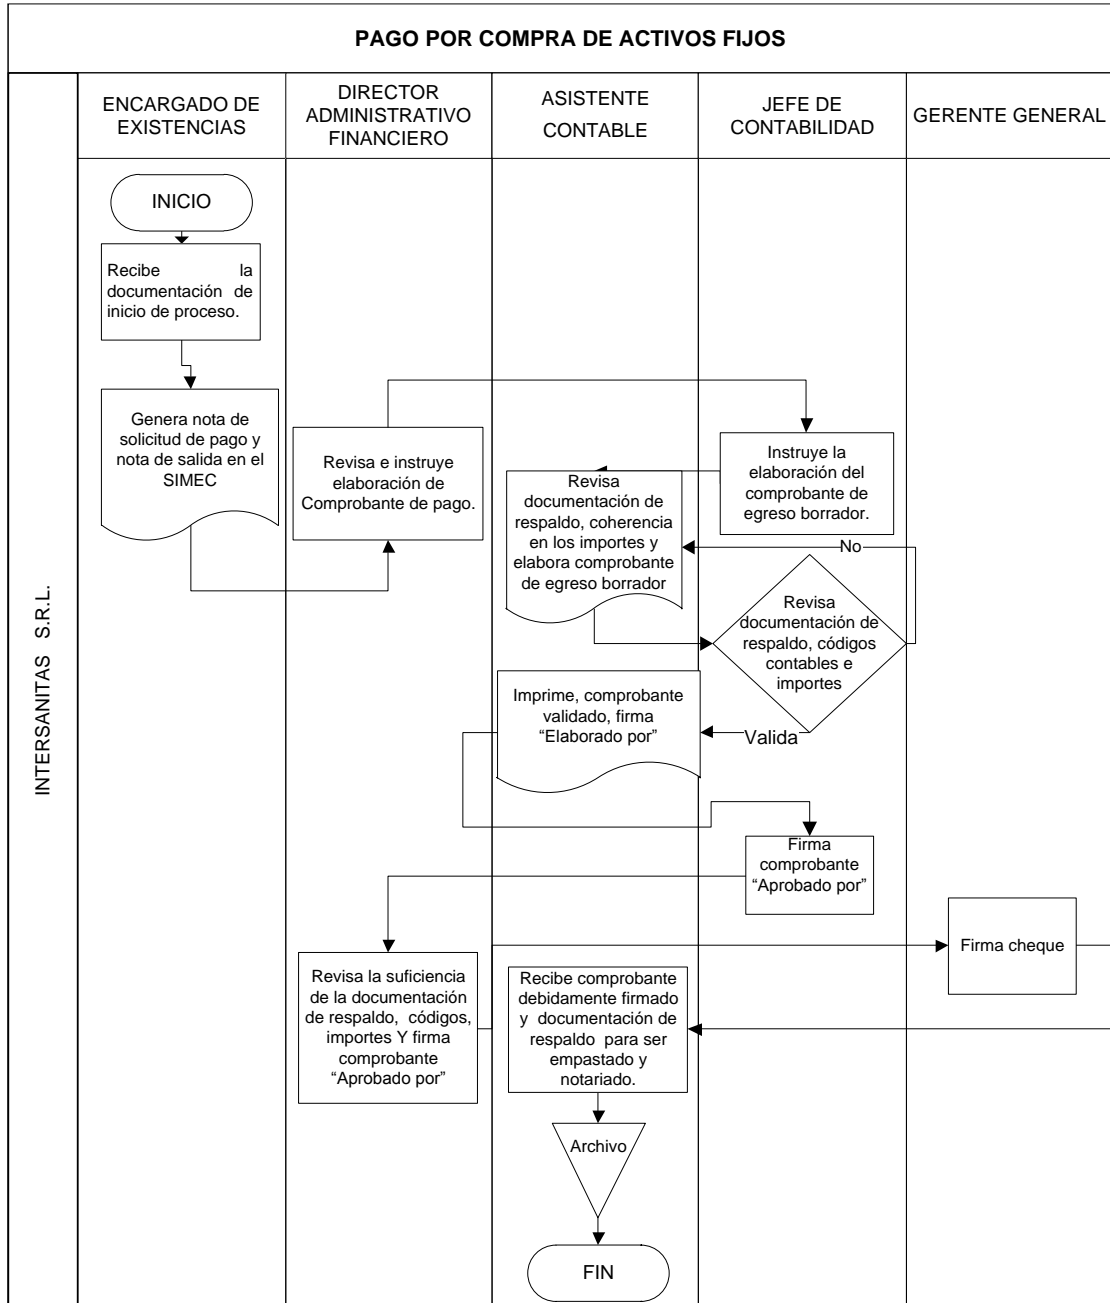 PAGO POR COMPRA DE ACTIVOS FIJOS
INTERSANITAS S.R.L.
ENCARGADO DE
EXISTENCIAS
DIRECTOR
ADMINISTRATIVO
FINANCIERO
ASISTENTE
CONTABLE
JEFE DE
CONTABILIDAD
GERENTE GENERAL
INICIO
Recibe la
documentación de
inicio de proceso.
Genera nota de
solicitud de pago y
nota de salida en el
SIMEC
Revisa e instruye
elaboración de
Comprobante de pago.
Instruye la
elaboración del
comprobante de
egreso borrador.
Revisa
documentación de
respaldo, coherencia
en los importes y
elabora comprobante
de egreso borrador
No
Revisa
documentación de
respaldo, códigos
contables e
importes
Valida
Imprime, comprobante
validado, firma
“Elaborado por”
Firma
comprobante
“Aprobado por”
Revisa la suficiencia
de la documentación
de respaldo, códigos,
importes Y firma
comprobante
“Aprobado por”
Firma cheque
Recibe comprobante
debidamente firmado
y documentación de
respaldo para ser
empastado y
notariado.
Archivo
FIN